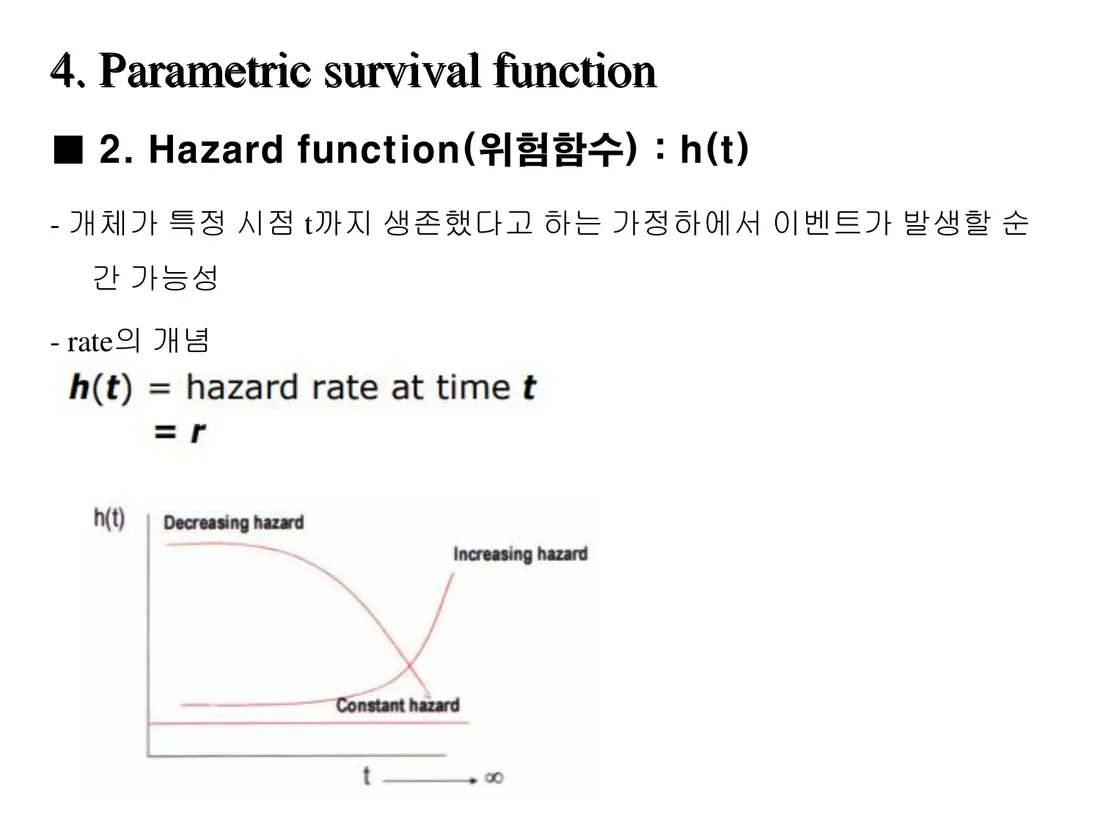 4. Parametric survival function
■ 2. Hazard function(위험함수) : h(t)
- 개체가 특정 시점 t까지 생존했다고 하는 가정하에서 이벤트가 발생할 순
간 가능성
- rate의 개념
h(t) = hazard rate at time t
= r
h(t)
Decreasing hazard
Increasing hazard
Constant hazard
t → ∞